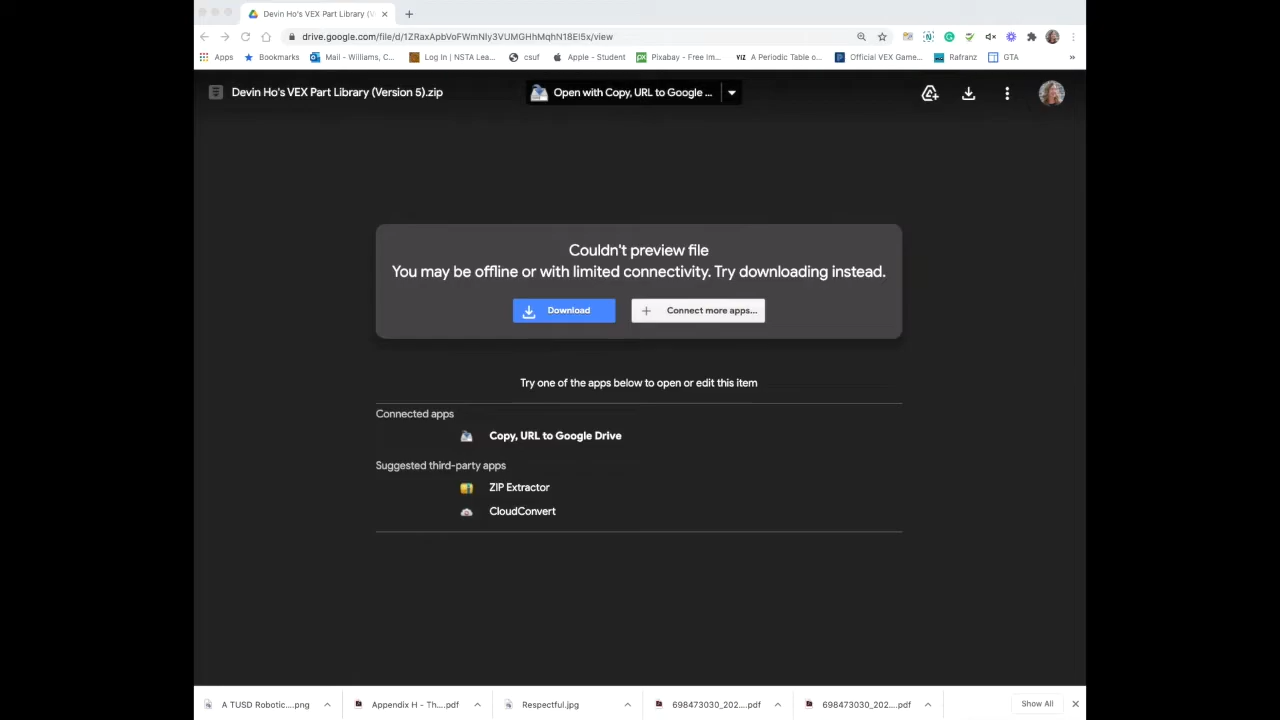 Devin Ho's VEX Part Library (V
drive.google.com/file/d/1ZRaxApbVoFWmNly3VUMGHhMqhN18El5x/view
Apps Bookmarks Mail - Williams, C... Log In | NSTA Lea... csuf Apple - Student Pixabay - Free Im... VIZ A Periodic Table o... Official VEX Game... Rafranz GTA »
Devin Ho's VEX Part Library (Version 5).zip
Open with Copy, URL to Google ...
Couldn't preview file
You may be offline or with limited connectivity. Try downloading instead.
Download
Connect more apps...
Try one of the apps below to open or edit this item
Connected apps
Copy, URL to Google Drive
Suggested third-party apps
ZIP Extractor
CloudConvert
A TUSD Robotic....png Appendix H - Th....pdf Respectful.jpg 698473030_202....pdf 698473030_202....pdf Show All